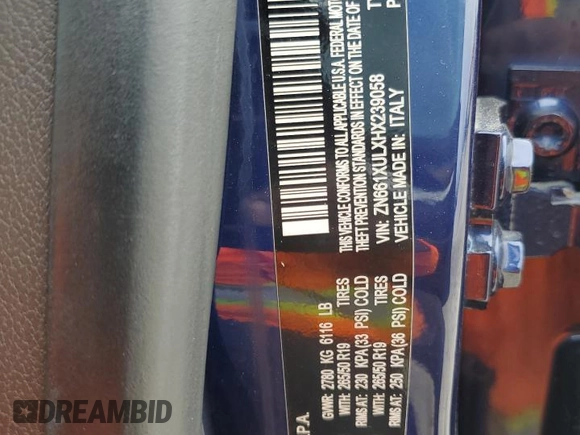 THIS VEHICLE CONFORMS TO ALL APPLICABLE U.S.A. FEDERAL MOTOR
THEFT PREVENTION STANDARDS IN EFFECT ON THE DATE OF
VIN: ZN661XULXHX239058
VEHICLE MADE IN: ITALY
P.A.
GVWR: 2780 KG 6116 LB
WITH: 265/50 R19 TIRES
RIMS AT: 230 KPA(33 PSI) COLD
WITH: 265/50 R19 TIRES
RIMS AT: 250 KPA(36 PSI) COLD
DREAMBID